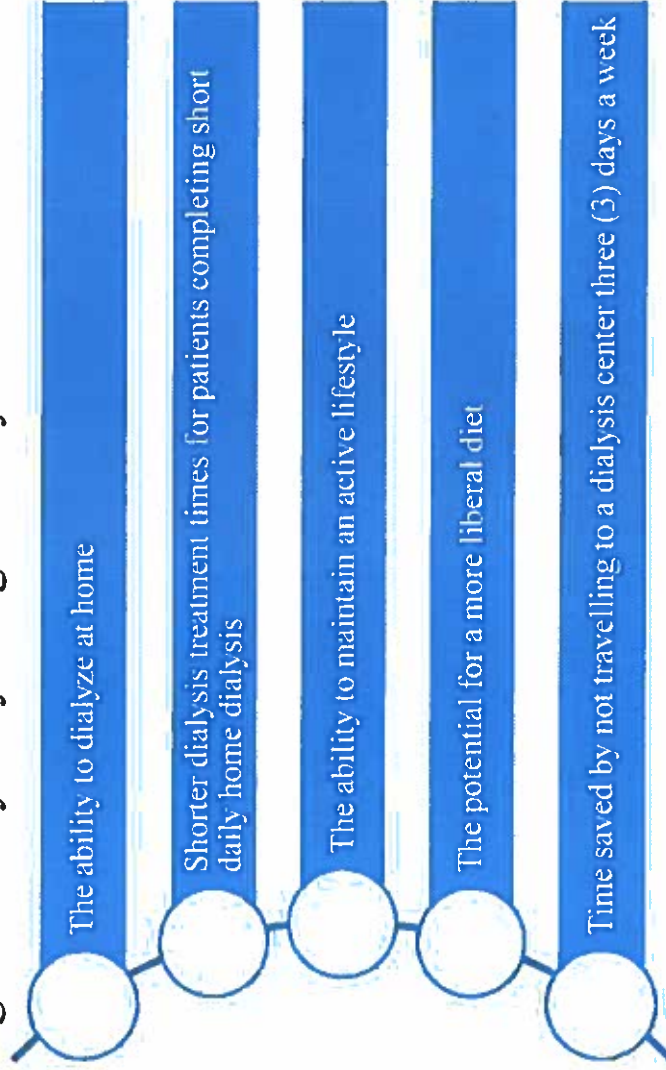 The ability to dialyze at home
Shorter dialysis treatment times for patients completing short
daily home dialysis
The ability to maintain an active lifestyle
The potential for a more liberal diet
Time saved by not travelling to a dialysis center three (3) days a week